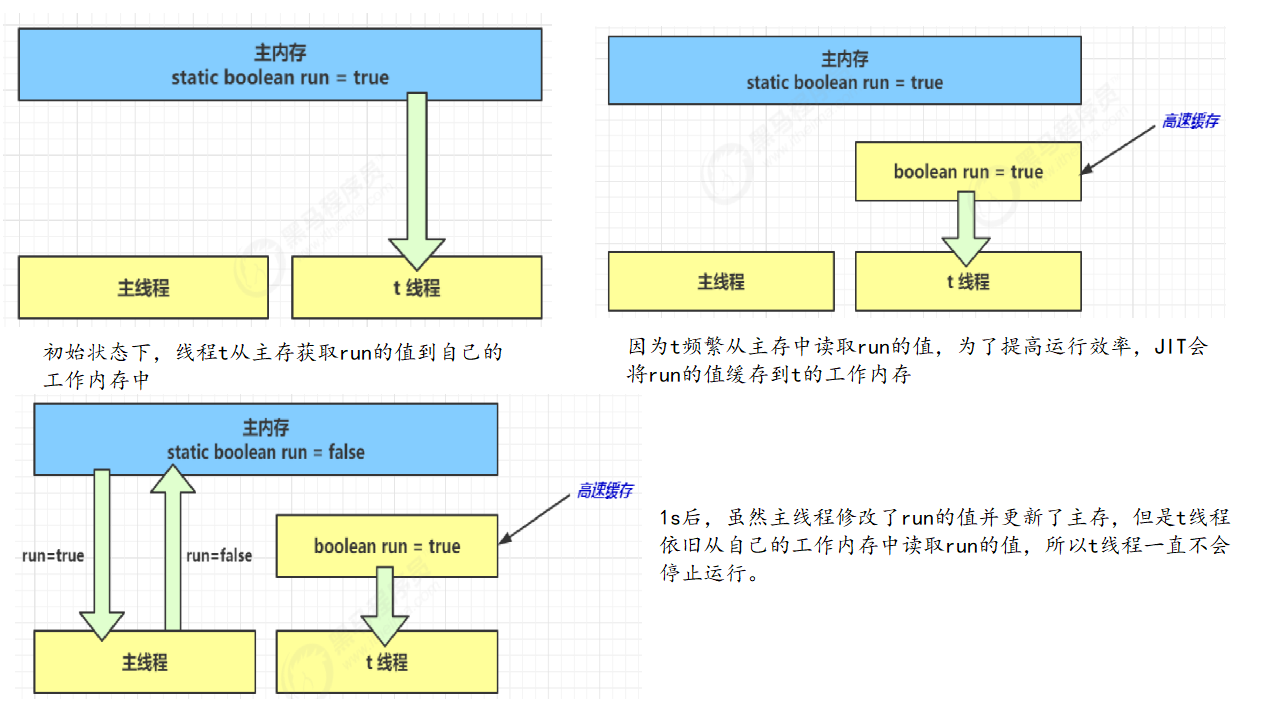 主内存
static boolean run = true
主线程
t 线程
初始状态下，线程t从主存获取run的值到自己的
工作内存中
主内存
static boolean run = true
高速缓存
boolean run = true
主线程
t 线程
因为t频繁从主存中读取run的值，为了提高运行效率，JIT会
将run的值缓存到t的工作内存
主内存
static boolean run = false
高速缓存
run=true
run=false
boolean run = true
主线程
t 线程
1s后，虽然主线程修改了run的值并更新了主存，但是t线程
依旧从自己的工作内存中读取run的值，所以t线程一直不会
停止运行。